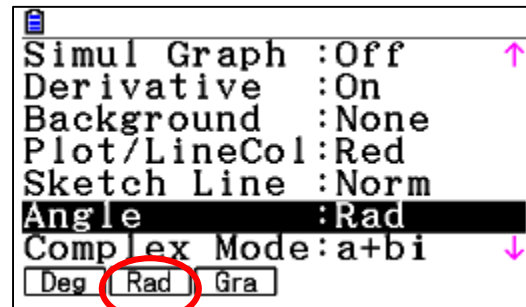 Simul Graph :Off ↑
Derivative :On
Background :None
Plot/LineCol:Red
Sketch Line :Norm
Angle :Rad
Complex Mode:a+bi ↓
Deg Rad Gra